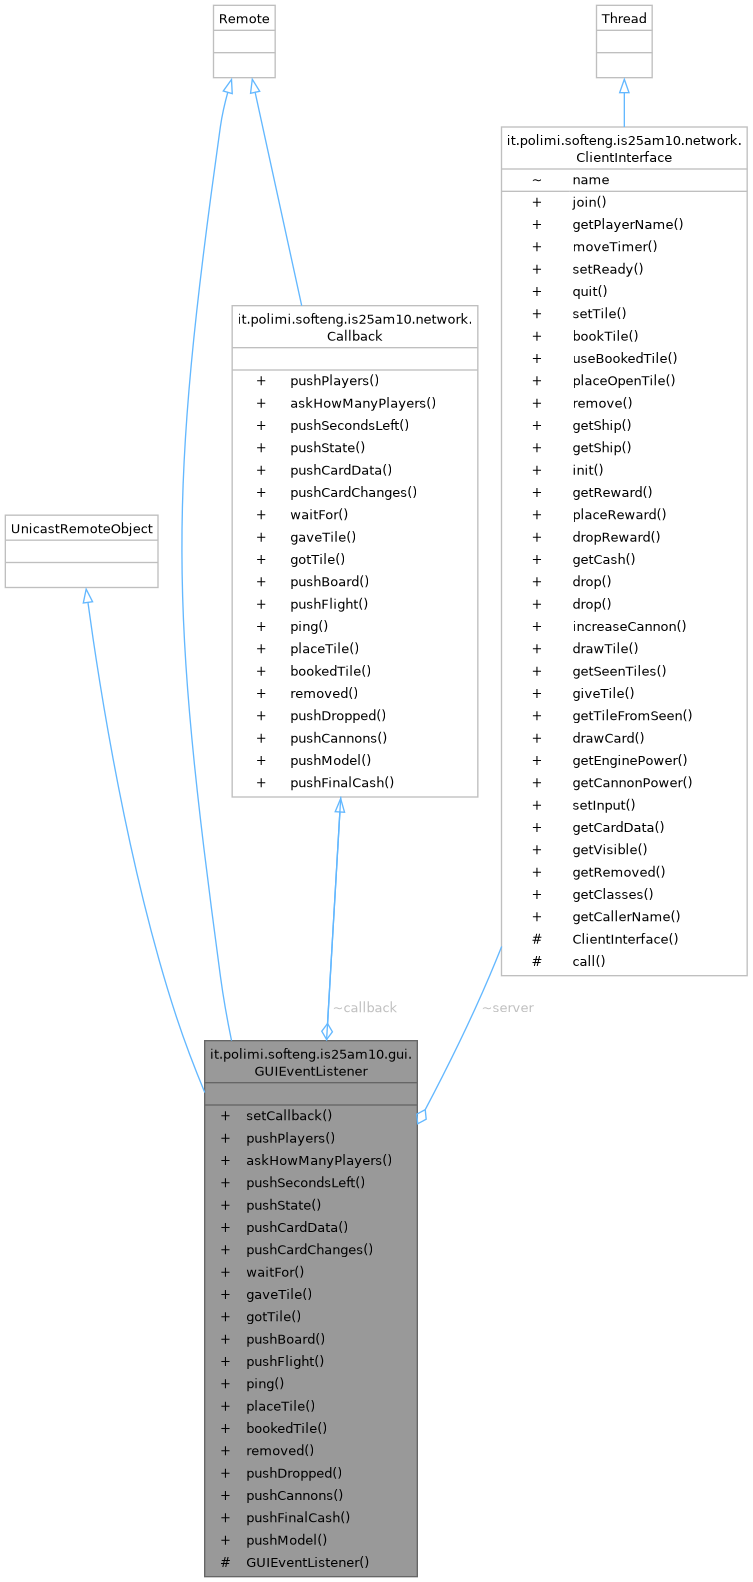 Remote
Thread
it.polimi.softeng.is25am10.network.
ClientInterface
~ name
+ join()
+ getPlayerName()
+ moveTimer()
+ setReady()
+ quit()
+ setTile()
+ bookTile()
+ useBookedTile()
+ placeOpenTile()
+ remove()
+ getShip()
+ getShip()
+ init()
+ getReward()
+ placeReward()
+ dropReward()
+ getCash()
+ drop()
+ drop()
+ increaseCannon()
+ drawTile()
+ getSeenTiles()
+ giveTile()
+ getTileFromSeen()
+ drawCard()
+ getEnginePower()
+ getCannonPower()
+ setInput()
+ getCardData()
+ getVisible()
+ getRemoved()
+ getClasses()
+ getCallerName()
# ClientInterface()
# call()
it.polimi.softeng.is25am10.network.
Callback
+ pushPlayers()
+ askHowManyPlayers()
+ pushSecondsLeft()
+ pushState()
+ pushCardData()
+ pushCardChanges()
+ waitFor()
+ gaveTile()
+ gotTile()
+ pushBoard()
+ pushFlight()
+ ping()
+ placeTile()
+ bookedTile()
+ removed()
+ pushDropped()
+ pushCannons()
+ pushModel()
+ pushFinalCash()
UnicastRemoteObject
~callback
~server
it.polimi.softeng.is25am10.gui.
GUIEventListener
+ setCallback()
+ pushPlayers()
+ askHowManyPlayers()
+ pushSecondsLeft()
+ pushState()
+ pushCardData()
+ pushCardChanges()
+ waitFor()
+ gaveTile()
+ gotTile()
+ pushBoard()
+ pushFlight()
+ ping()
+ placeTile()
+ bookedTile()
+ removed()
+ pushDropped()
+ pushCannons()
+ pushFinalCash()
+ pushModel()
# GUIEventListener()